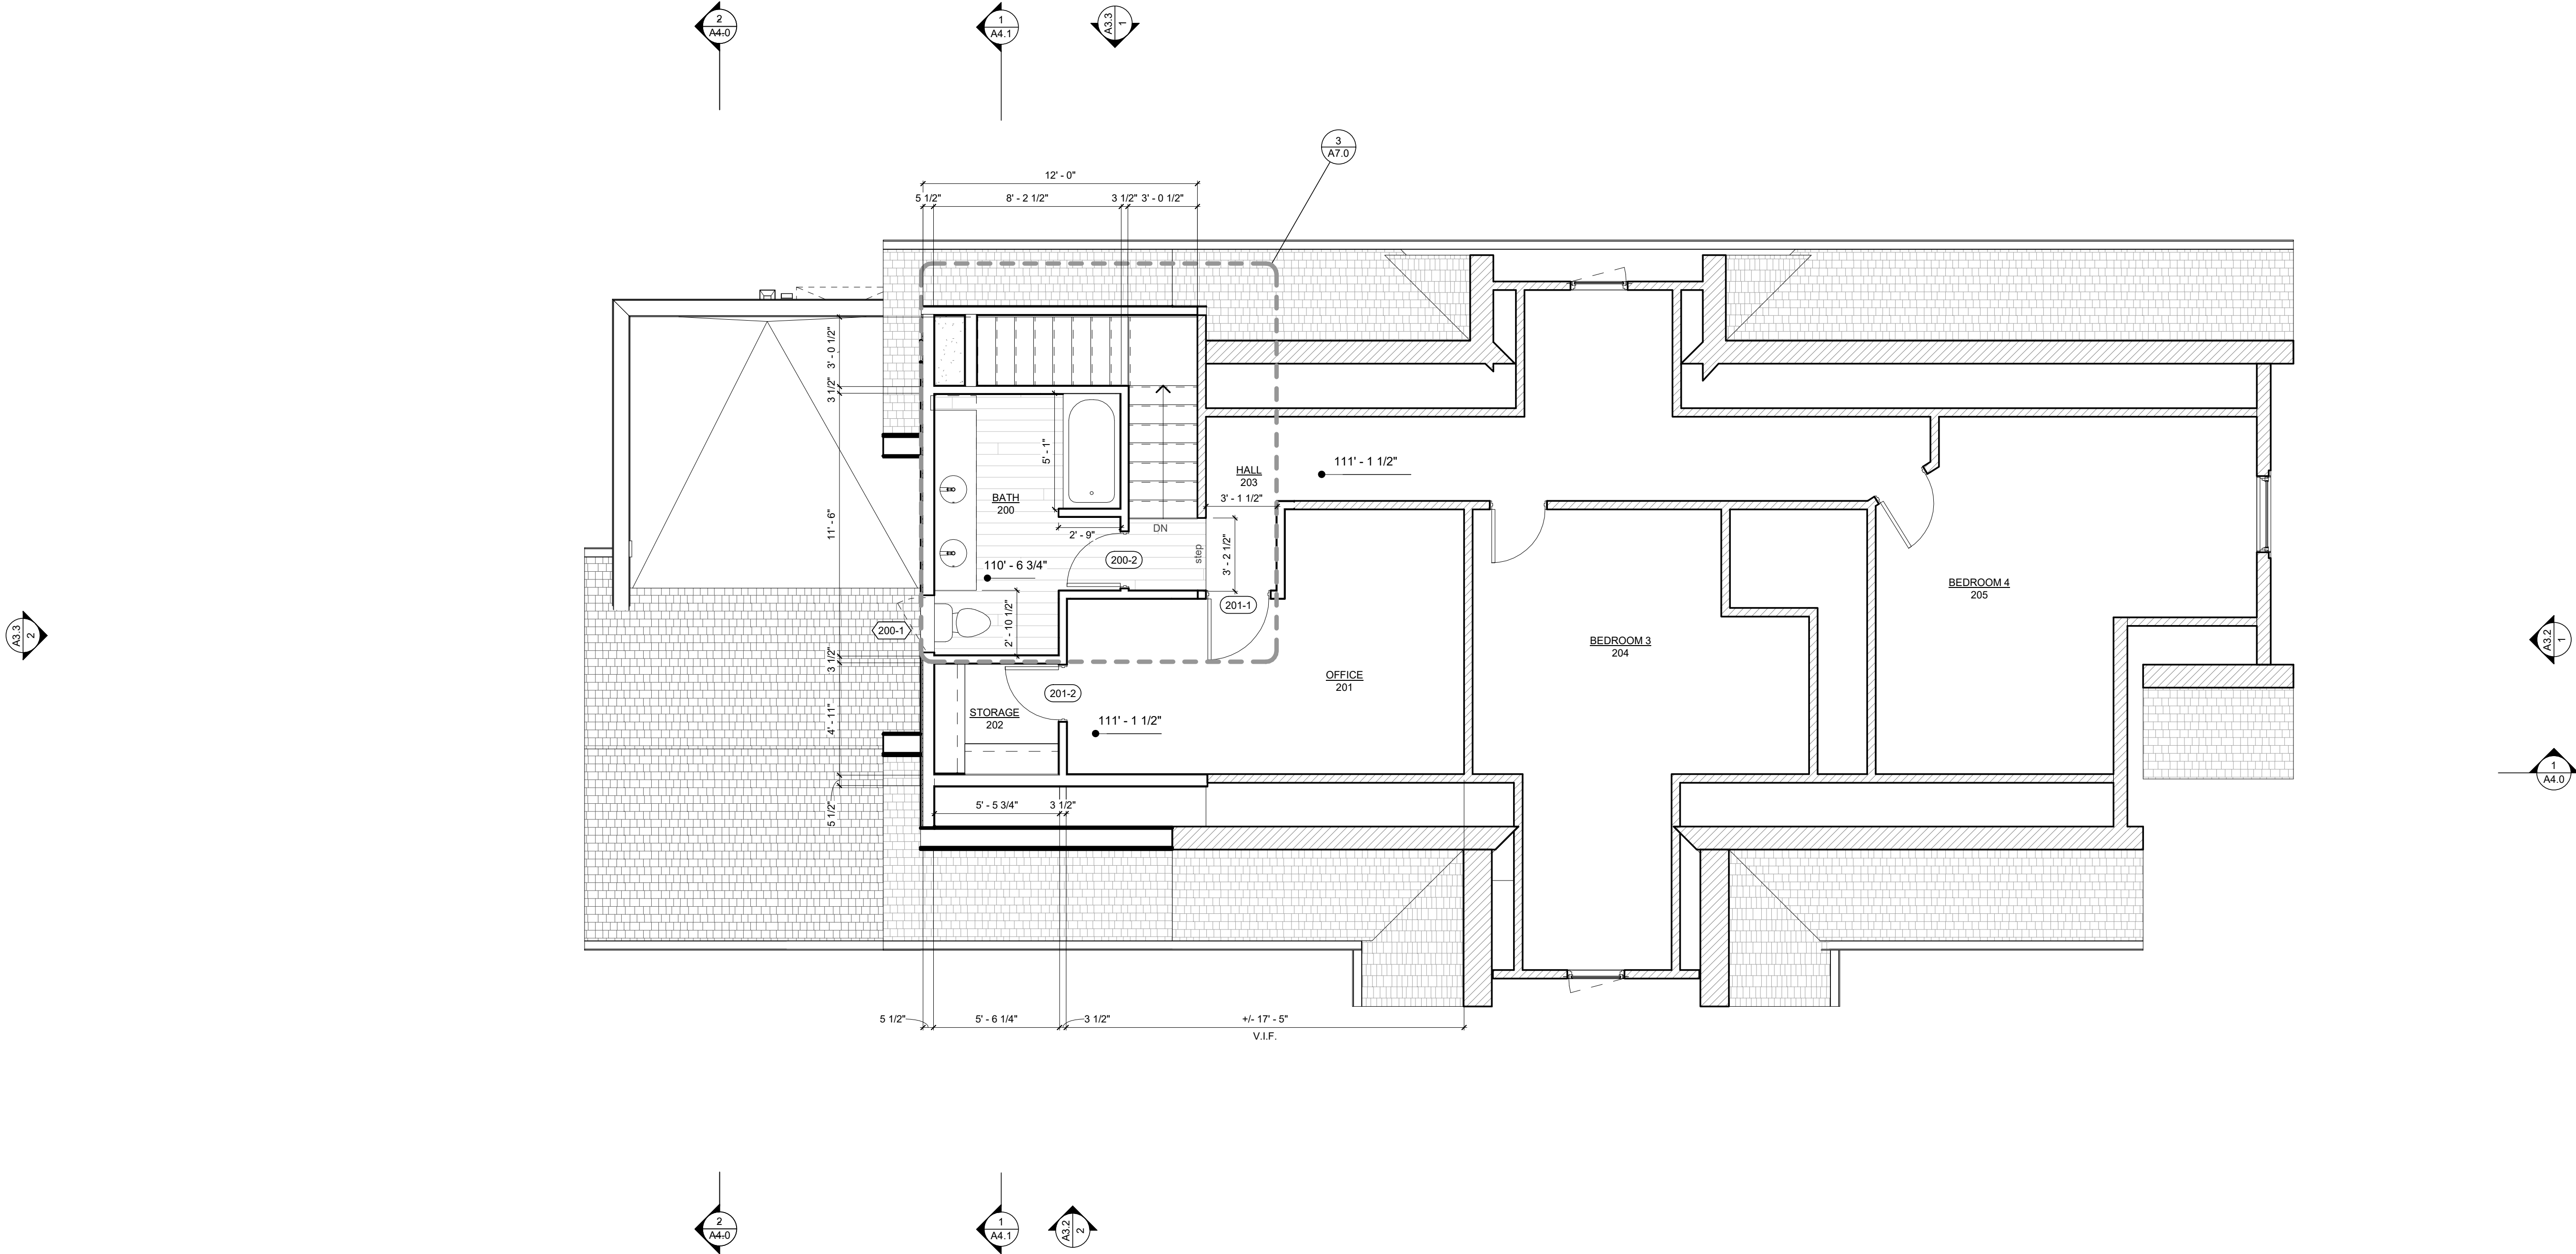 2
A4.0
1
A4.1
A3.3
1
3
A7.0
12' - 0"
5 1/2"
8' - 2 1/2"
3 1/2"
3' - 0 1/2"
3' - 0 1/2"
3 1/2"
11' - 6"
3 1/2"
4' - 11"
5 1/2"
5' - 1"
BATH
200
2' - 9"
110' - 6 3/4"
2' - 10 1/2"
200-1
200-2
DN
step
HALL
203
111' - 1 1/2"
3' - 1 1/2"
3' - 2 1/2"
201-1
201-2
STORAGE
202
111' - 1 1/2"
OFFICE
201
BEDROOM 3
204
BEDROOM 4
205
5' - 5 3/4"
3 1/2"
5 1/2"
5' - 6 1/4"
3 1/2"
+/- 17' - 5"
V.I.F.
A3.3
2
A3.2
1
1
A4.0
2
A4.0
1
A4.1
A3.2
2